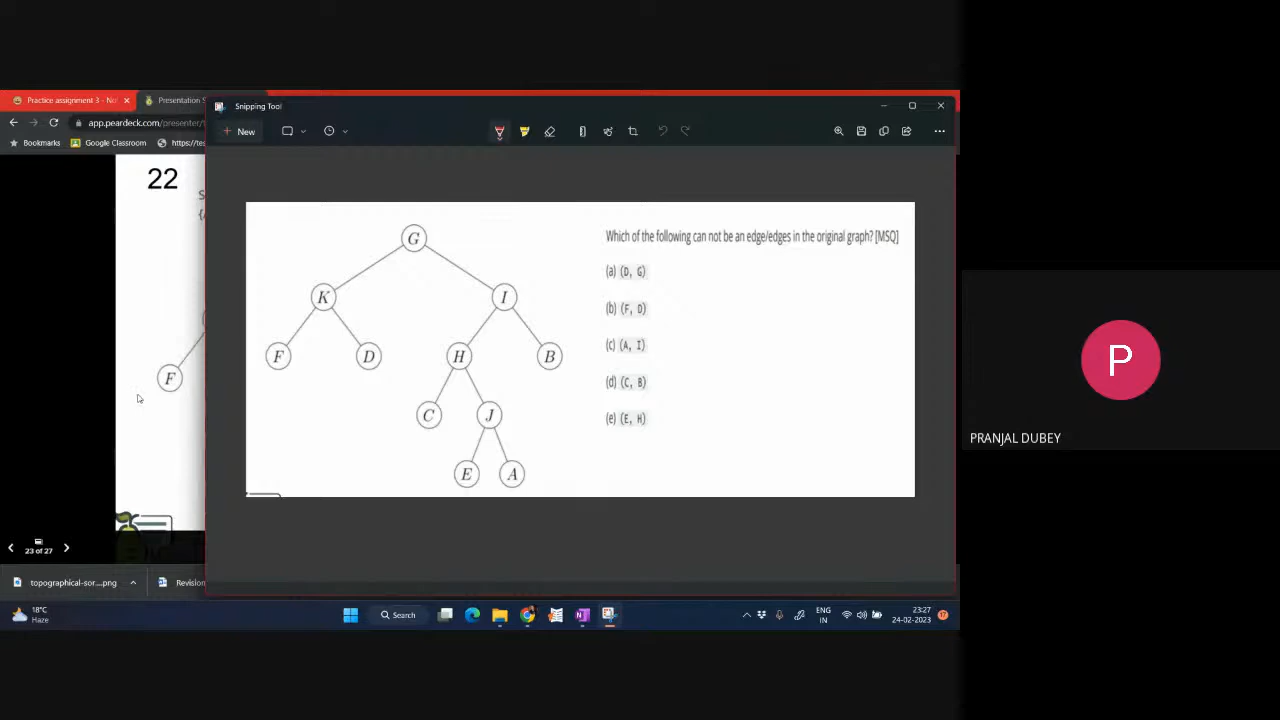 Practice assignment 3 - No
Presentation S
Snipping Tool
app.peardeck.com/presenter/
New
Bookmarks
Google Classroom
https://tes
22
S
{
G
K
I
F
D
H
B
C
J
E
A
F
Which of the following can not be an edge/edges in the original graph? [MSQ]
(a) (D, G)
(b) (F, D)
(c) (A, I)
(d) (C, B)
(e) (E, H)
P
PRANJAL DUBEY
23 of 27
topographical-sor....png
Revision
18°C
Haze
Search
ENG
IN
23:27
24-02-2023